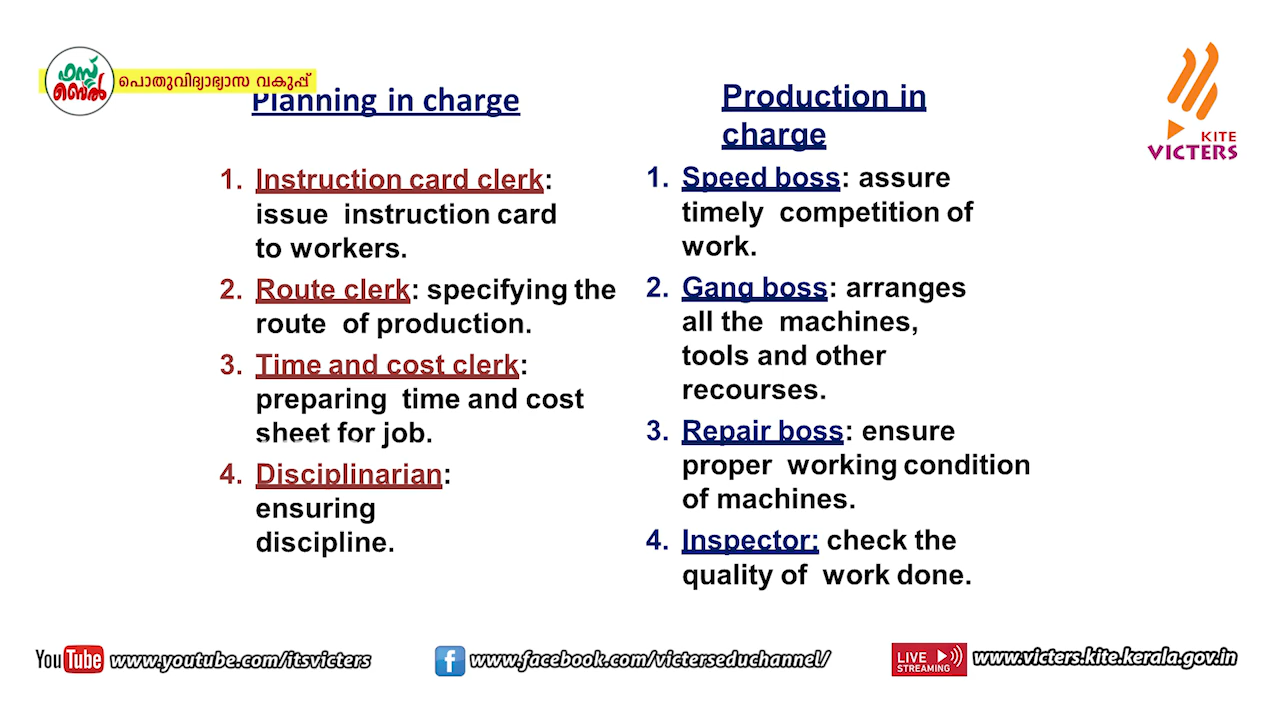 ഫസ്റ്റ്
ബെൽ
പൊതുവിദ്യാഭ്യാസ വകുപ്പ്
Planning in charge
1. Instruction card clerk:
issue instruction card
to workers.
2. Route clerk: specifying the
route of production.
3. Time and cost clerk:
preparing time and cost
sheet for job.
4. Disciplinarian:
ensuring
discipline.
Production in
charge
1. Speed boss: assure
timely competition of
work.
2. Gang boss: arranges
all the machines,
tools and other
recourses.
3. Repair boss: ensure
proper working condition
of machines.
4. Inspector: check the
quality of work done.
KITE
VICTERS
YouTube www.youtube.com/itsvicters
f www.facebook.com/victerseduchannel/
LIVE
STREAMING
www.victers.kite.kerala.gov.in